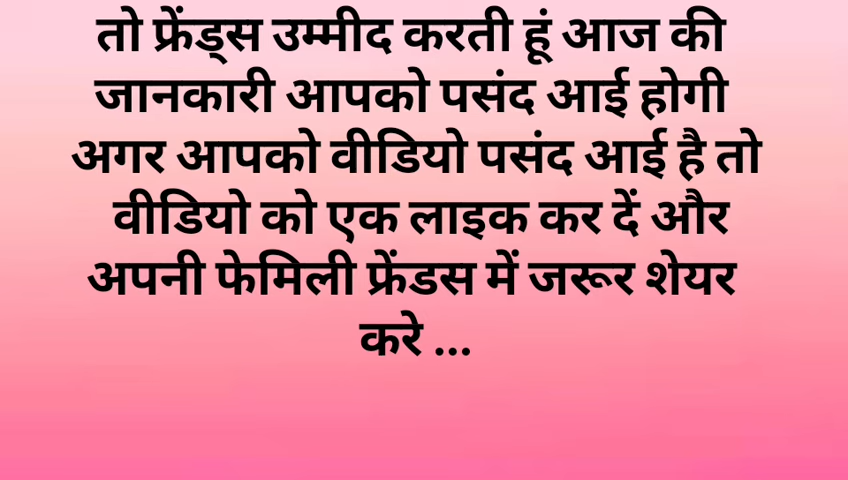 तो फ्रेंड्स उम्मीद करती हूं आज की
जानकारी आपको पसंद आई होगी
अगर आपको वीडियो पसंद आई है तो
वीडियो को एक लाइक कर दें और
अपनी फेमिली फ्रेंडस में जरूर शेयर
करे ...